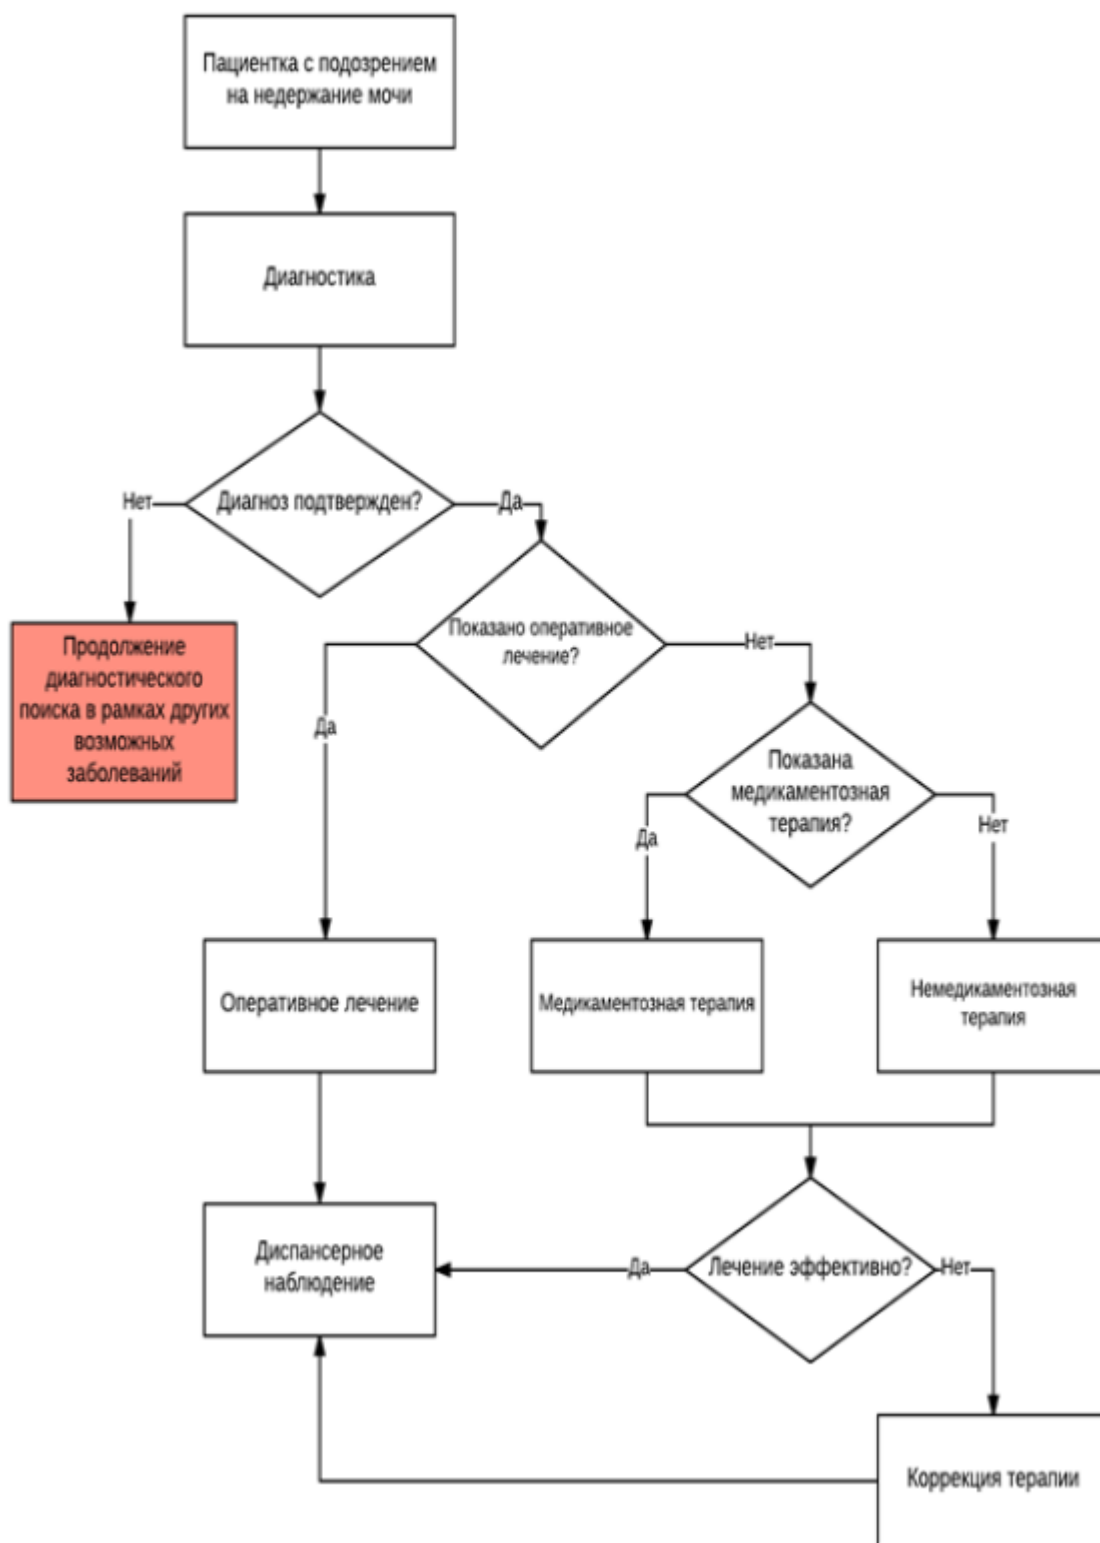 Пациентка с подозрением
на недержание мочи
Диагностика
Диагноз подтвержден?
Нет
Да
Продолжение
диагностического
поиска в рамках других
возможных
заболеваний
Показано оперативное
лечение?
Да
Нет
Показана
медикаментозная
терапия?
Да
Нет
Оперативное лечение
Медикаментозная терапия
Немедикаментозная
терапия
Диспансерное
наблюдение
Да
Лечение эффективно?
Нет
Коррекция терапии